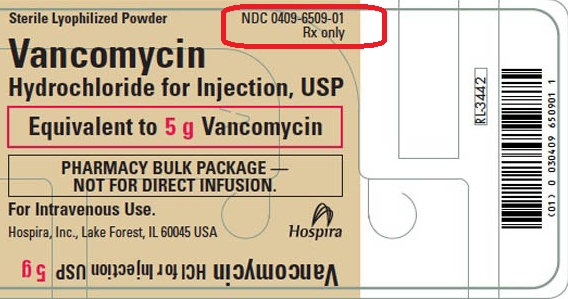 Sterile Lyophilized Powder
NDC 0409-6509-01
Rx only
Vancomycin
Hydrochloride for Injection, USP
Equivalent to 5 g Vancomycin
PHARMACY BULK PACKAGE —
NOT FOR DIRECT INFUSION.
For Intravenous Use.
Hospira, Inc., Lake Forest, IL 60045 USA
Hospira
Vancomycin HCl for Injection USP 5 g
RL-3442
(01) 0 030409 650901 1